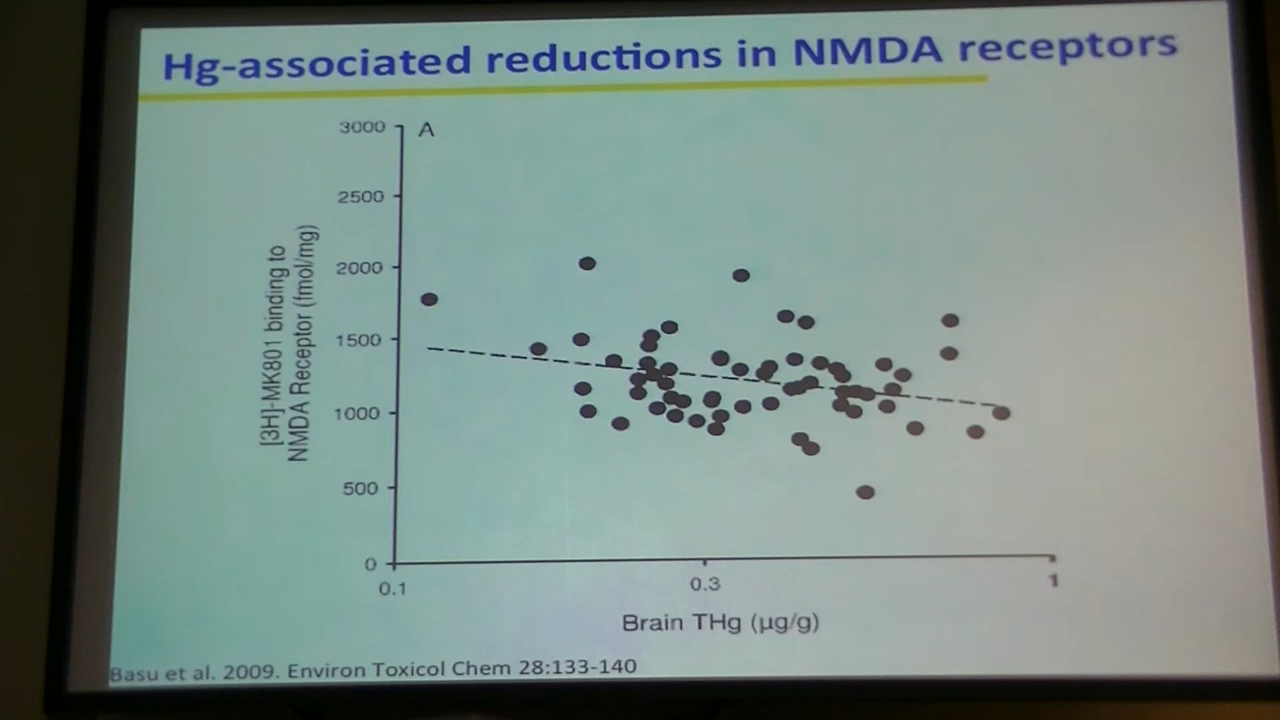 Hg-associated reductions in NMDA receptors
A
3000
2500
2000
1500
1000
500
0
[3H]-MK801 binding to
NMDA Receptor (fmol/mg)
0.1
0.3
1
Brain THg (µg/g)
Basu et al. 2009. Environ Toxicol Chem 28:133-140